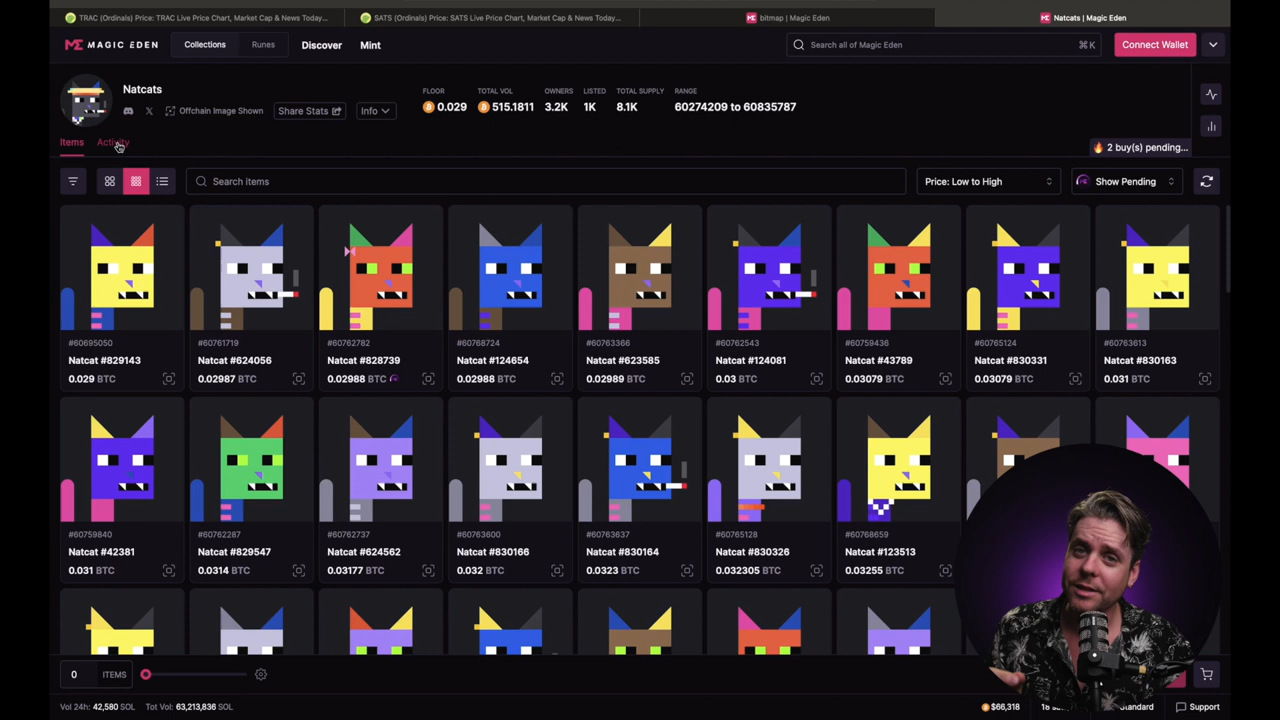 TRAC (Ordinals) Price: TRAC Live Price Chart, Market Cap & News Today...
SATS (Ordinals) Price: SATS Live Price Chart, Market Cap & News Today...
bitmap | Magic Eden
Natcats | Magic Eden
MAGIC EDEN
Collections
Runes
Discover
Mint
Search all of Magic Eden
⌘K
Connect Wallet
Natcats
Offchain Image Shown
Share Stats
Info
FLOOR
0.029
TOTAL VOL
515.1811
OWNERS
3.2K
LISTED
1K
TOTAL SUPPLY
8.1K
RANGE
60274209 to 60835787
Items
Activity
🔥 2 buy(s) pending...
Search items
Price: Low to High
Show Pending
#60695050
Natcat #829143
0.029 BTC
#60761719
Natcat #624056
0.02987 BTC
#60762782
Natcat #828739
0.02988 BTC
#60768724
Natcat #124654
0.02988 BTC
#60763366
Natcat #623585
0.02989 BTC
#60762543
Natcat #124081
0.03 BTC
#60759436
Natcat #43789
0.03079 BTC
#60765124
Natcat #830331
0.03079 BTC
#60763613
Natcat #830163
0.031 BTC
#60759840
Natcat #42381
0.031 BTC
#60762287
Natcat #829547
0.0314 BTC
#60762737
Natcat #624562
0.03177 BTC
#60763600
Natcat #830166
0.032 BTC
#60763637
Natcat #830164
0.0323 BTC
#60765128
Natcat #830326
0.032305 BTC
#60768659
Natcat #123513
0.03255 BTC
0
ITEMS
Vol 24h: 42,580 SOL
Tot Vol: 63,213,836 SOL
$66,318
Standard
Support